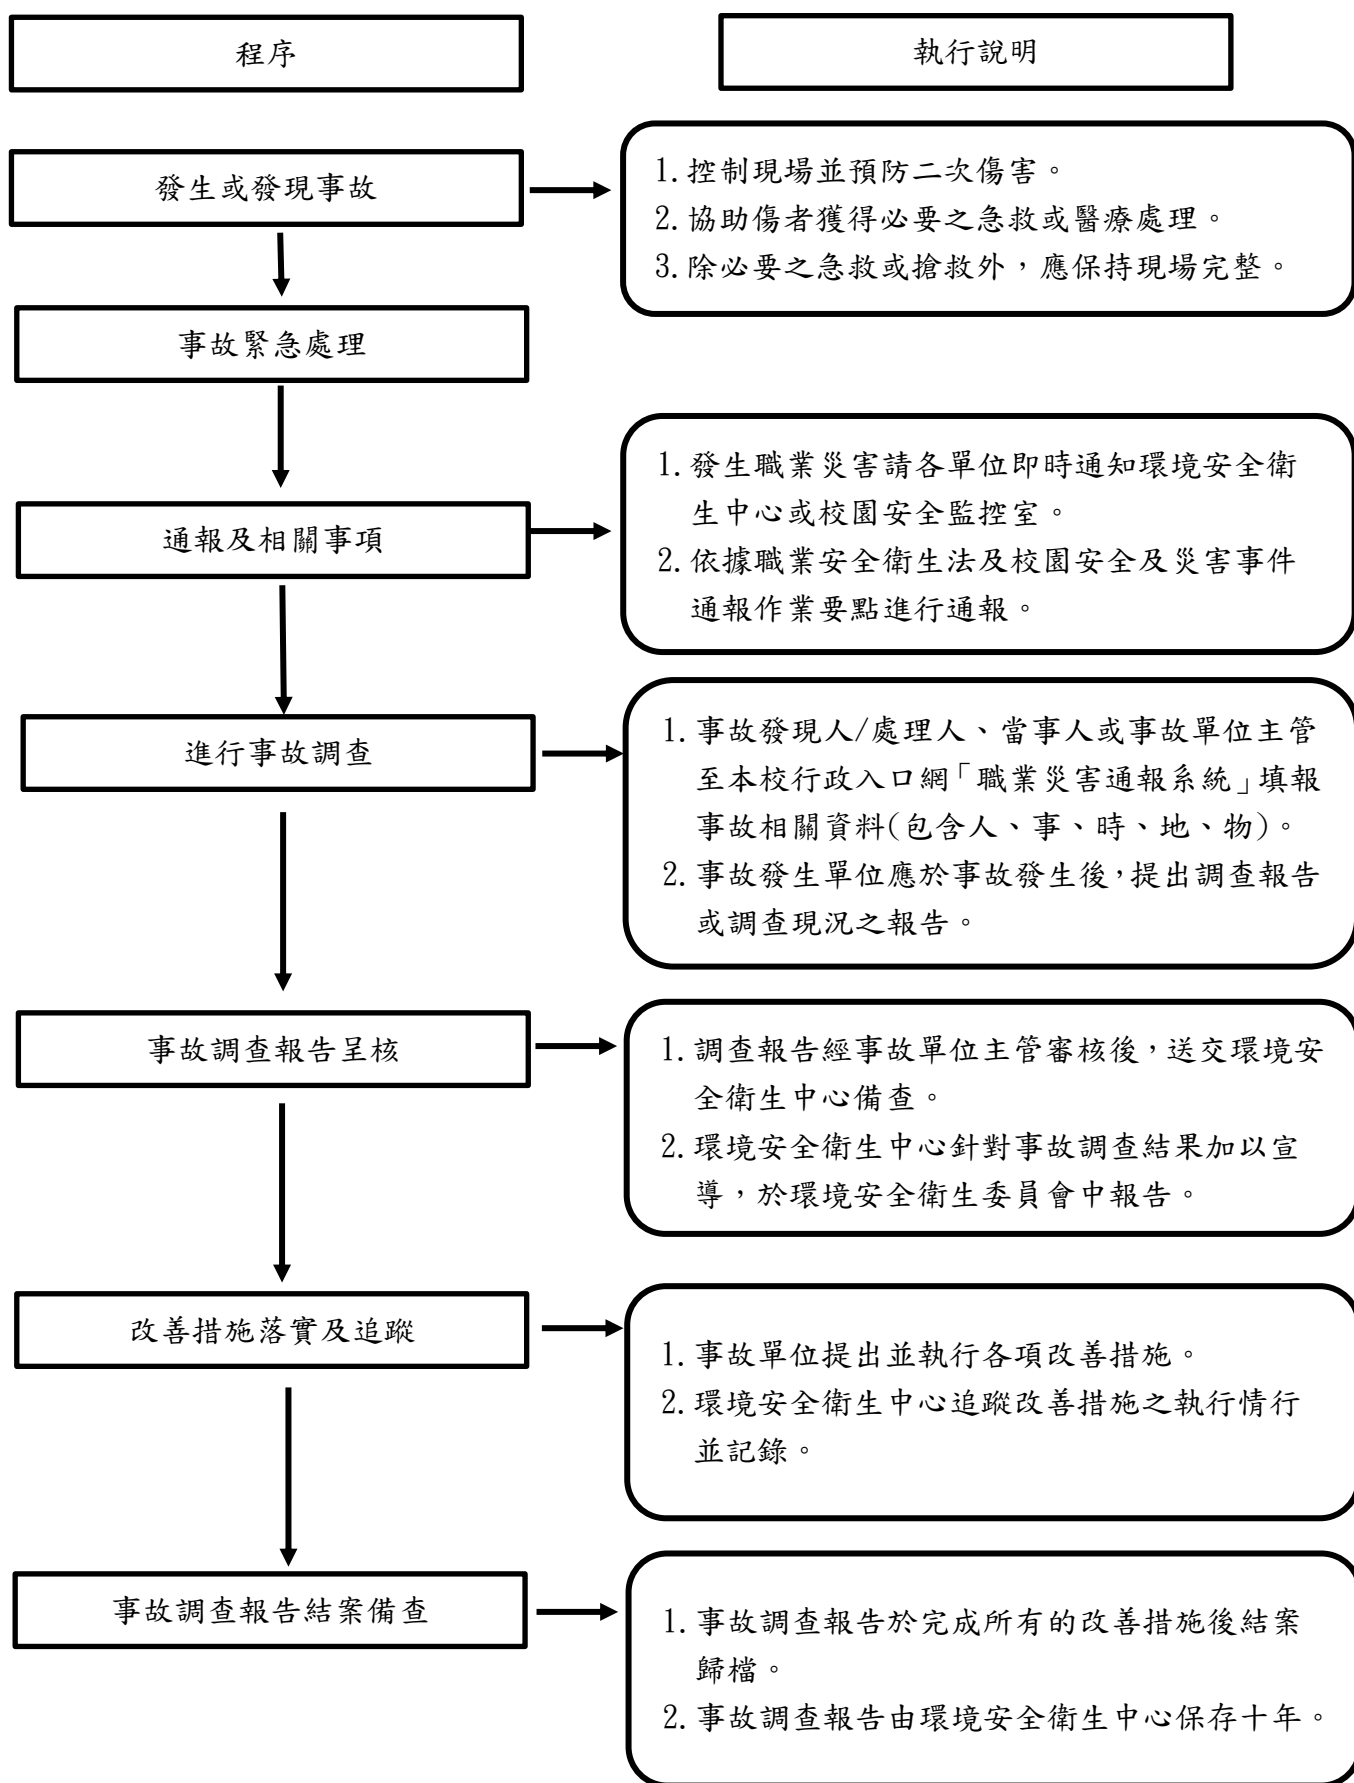 程序
執行說明
發生或發現事故
1.控制現場並預防二次傷害。
2.協助傷者獲得必要之急救或醫療處理。
3.除必要之急救或搶救外，應保持現場完整。
事故緊急處理
通報及相關事項
1.發生職業災害請各單位即時通知環境安全衛
生中心或校園安全監控室。
2.依據職業安全衛生法及校園安全及災害事件
通報作業要點進行通報。
進行事故調查
1.事故發現人/處理人、當事人或事故單位主管
至本校行政入口網「職業災害通報系統」填報
事故相關資料(包含人、事、時、地、物)。
2.事故發生單位應於事故發生後，提出調查報告
或調查現況之報告。
事故調查報告呈核
1.調查報告經事故單位主管審核後，送交環境安
全衛生中心備查。
2.環境安全衛生中心針對事故調查結果加以宣
導，於環境安全衛生委員會中報告。
改善措施落實及追蹤
1.事故單位提出並執行各項改善措施。
2.環境安全衛生中心追蹤改善措施之執行情行
並記錄。
事故調查報告結案備查
1.事故調查報告於完成所有的改善措施後結案
歸檔。
2.事故調查報告由環境安全衛生中心保存十年。